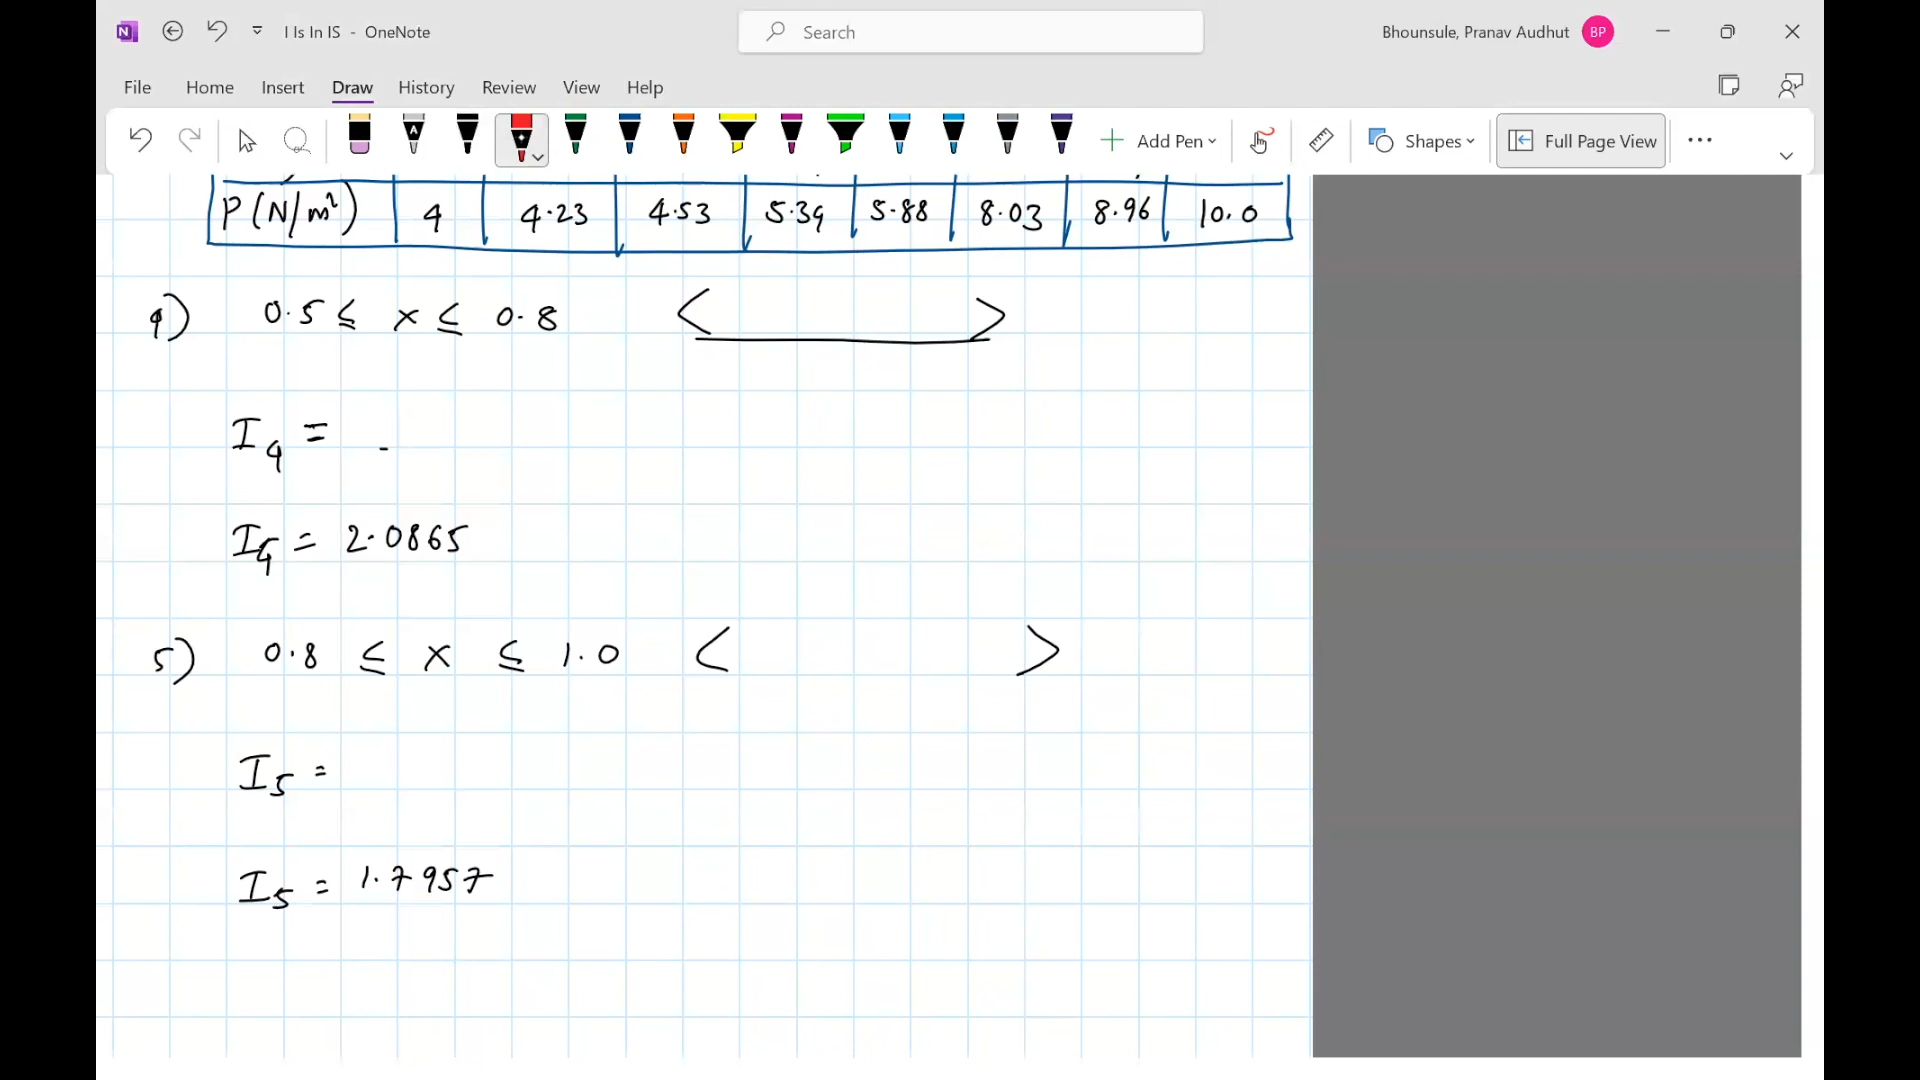 I Is In IS - OneNote
Search
Bhounsule, Pranav Audhut
BP
File Home Insert Draw History Review View Help
A
Add Pen
Shapes
Full Page View
P (N/m²) 4 4.23 4.53 5.39 5.88 8.03 8.96 10.0
4) 0.5 ≤ x ≤ 0.8 < >
I4 =
I4 = 2.0865
5) 0.8 ≤ x ≤ 1.0 < >
I5 =
I5 = 1.7957